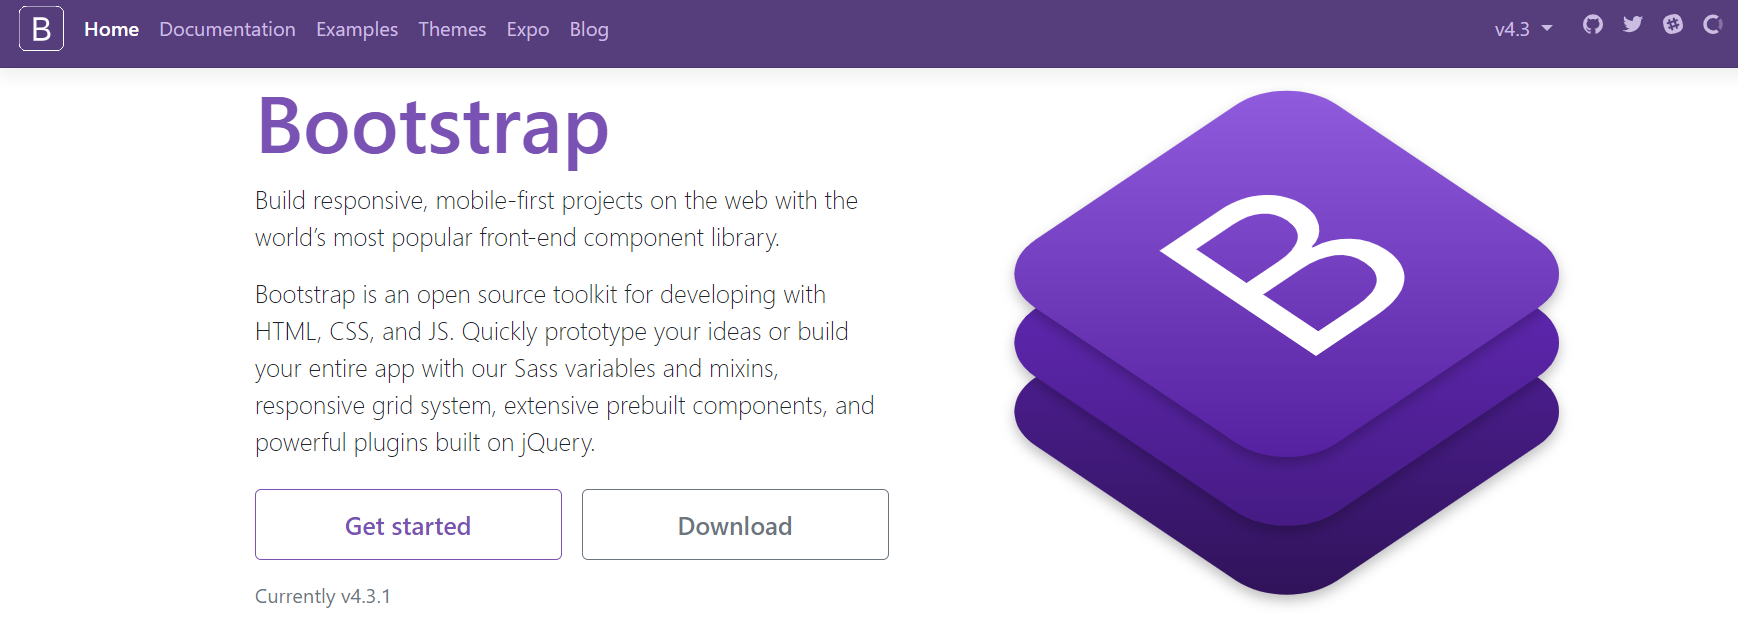 B Home Documentation Examples Themes Expo Blog v4.3
Bootstrap
Build responsive, mobile-first projects on the web with the
world’s most popular front-end component library.
Bootstrap is an open source toolkit for developing with
HTML, CSS, and JS. Quickly prototype your ideas or build
your entire app with our Sass variables and mixins,
responsive grid system, extensive prebuilt components, and
powerful plugins built on jQuery.
Get started Download
Currently v4.3.1
B